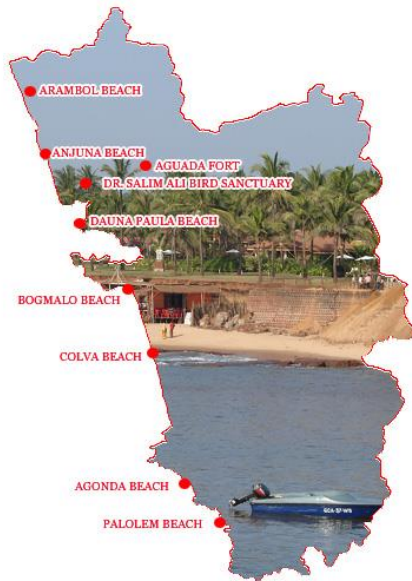 ARAMBOL BEACH
ANJUNA BEACH
AGUADA FORT
DR. SALIM ALI BIRD SANCTUARY
DAUNA PAULA BEACH
BOGMALO BEACH
COLVA BEACH
AGONDA BEACH
PALOLEM BEACH